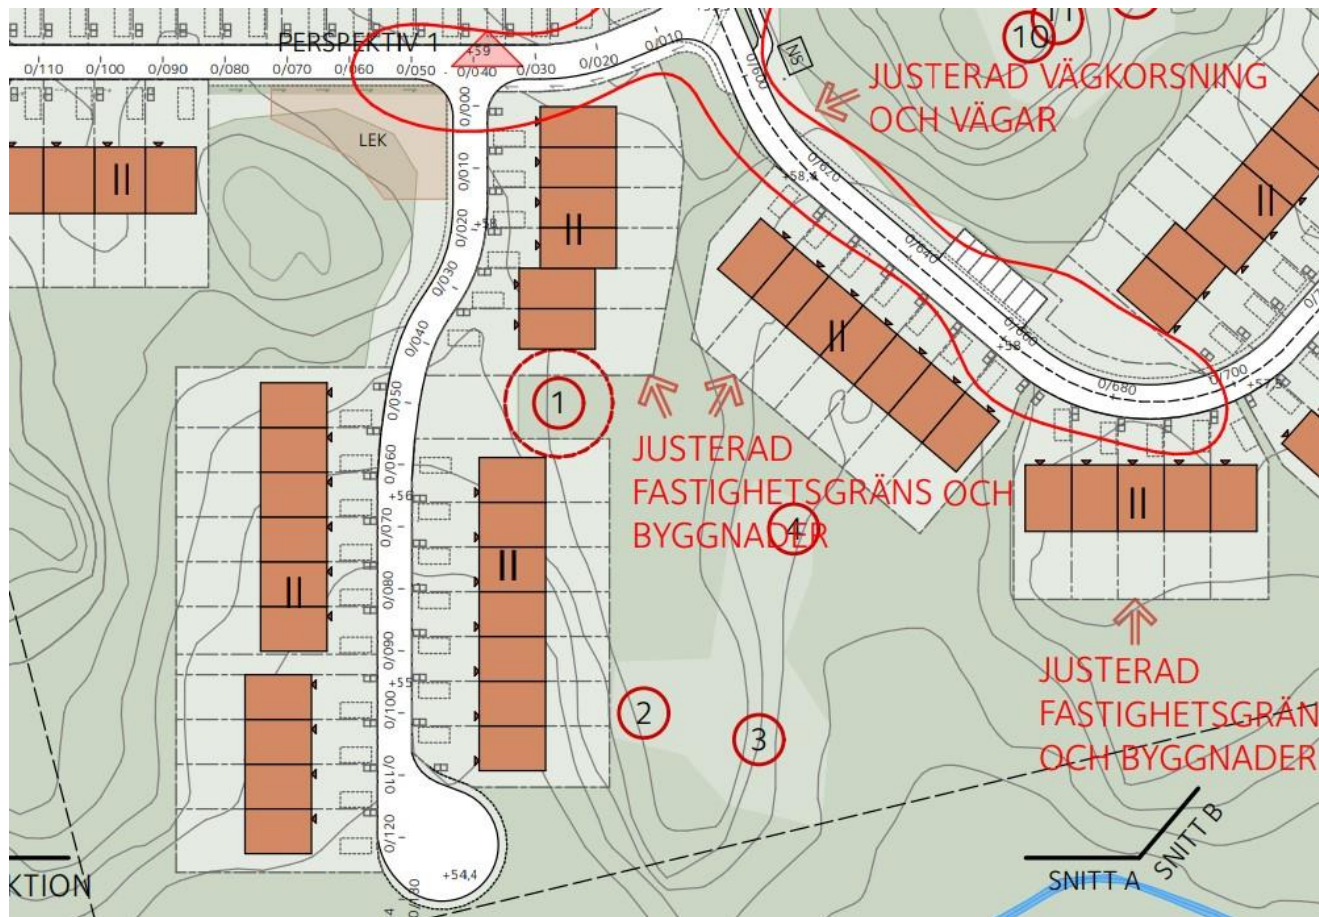 PERSPEKTIV 1
+59
0/110
0/100
0/090
0/080
0/070
0/060
0/050
0/040
0/030
0/020
0/010
0/600
NS
10
11
JUSTERAD VÄGKORSNING
OCH VÄGAR
LEK
0/000
0/010
0/020
+58
0/030
0/040
0/050
0/060
+56
0/070
0/080
0/090
+55
0/100
0/110
0/120
+54,4
II
II
II
II
II
II
II
0/620
+58,4
0/640
0/660
+58
0/680
0/700
1
JUSTERAD
FASTIGHETSGRÄNS OCH
BYGGNADER
4
2
3
JUSTERAD
FASTIGHETSGRÄN
OCH BYGGNADER
SNITT A
SNITT B
KTION